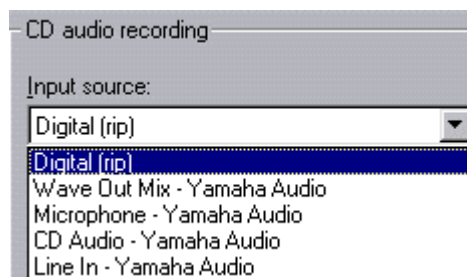 CD audio recording
Input source:
Digital (rip)
Digital (rip)
Wave Out Mix - Yamaha Audio
Microphone - Yamaha Audio
CD Audio - Yamaha Audio
Line In - Yamaha Audio